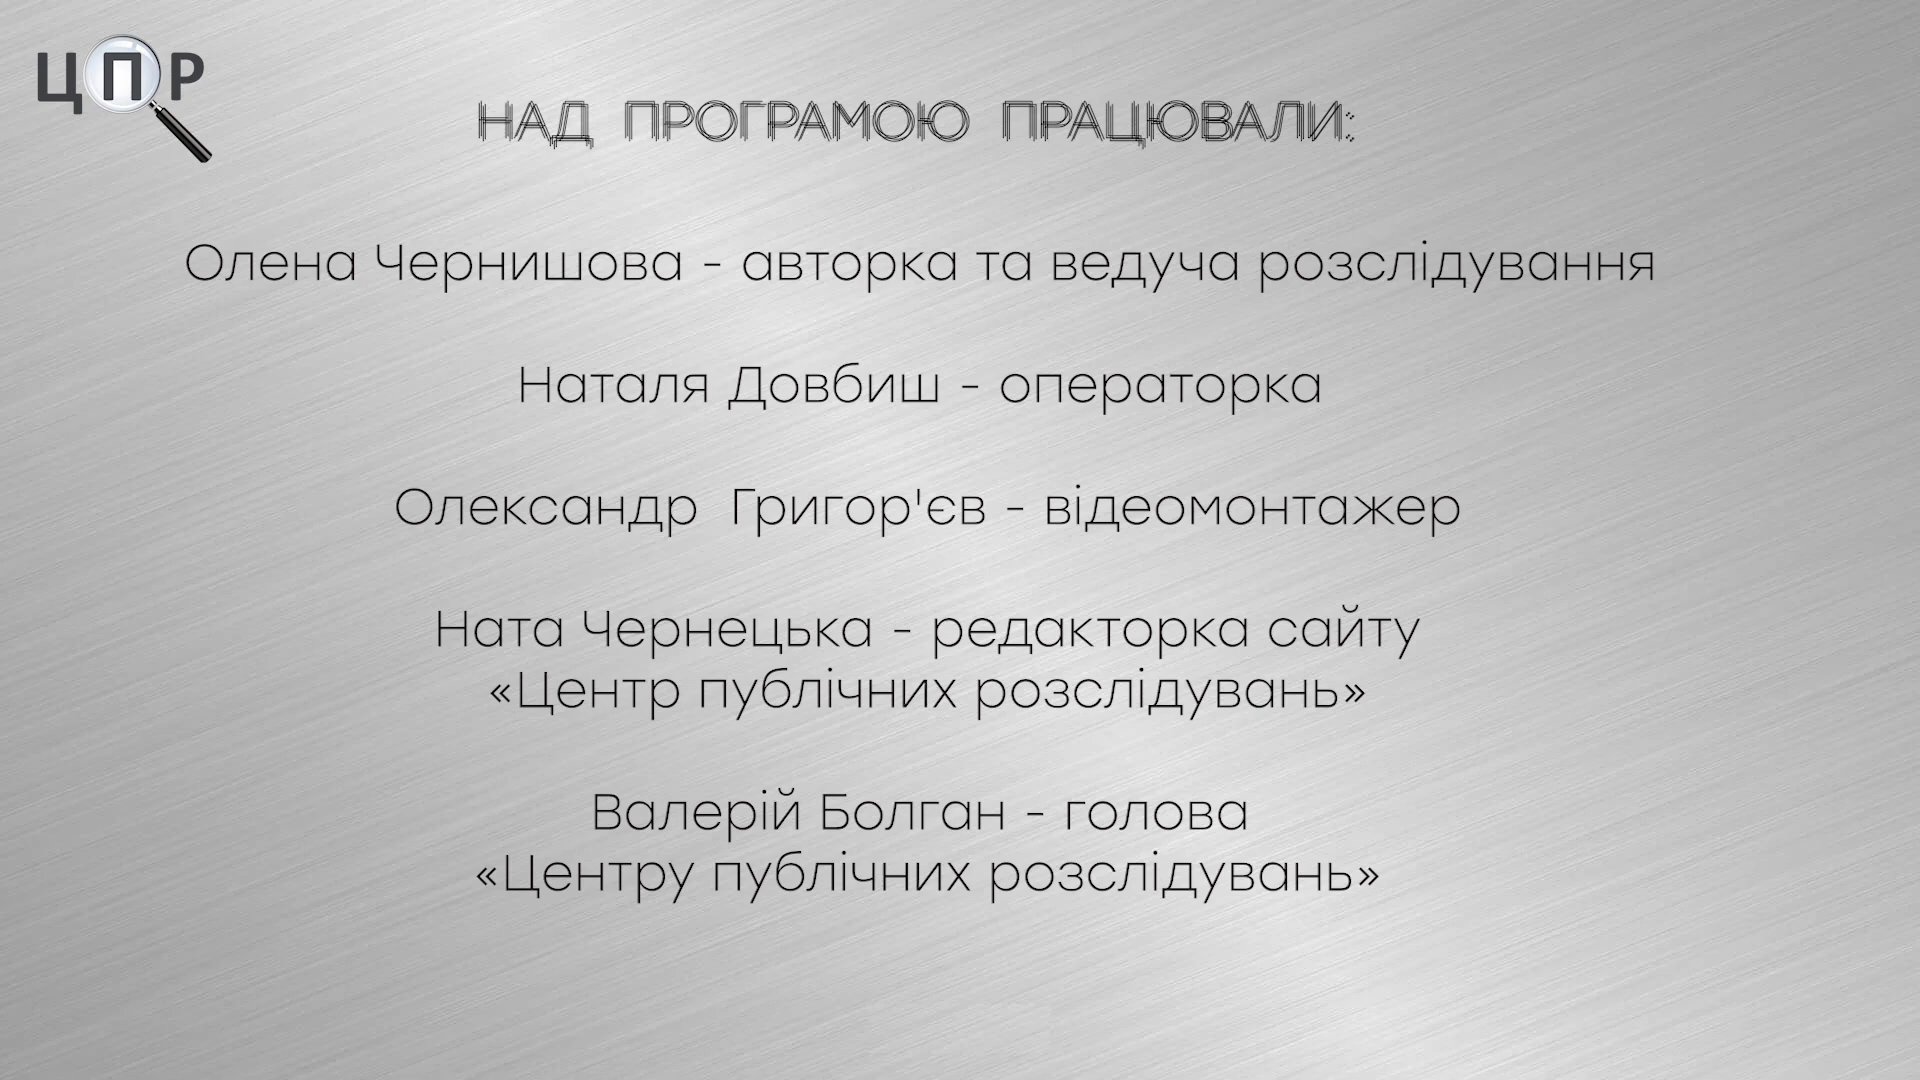 ЦПР
НАД ПРОГРАМОЮ ПРАЦЮВАЛИ:
Олена Чернишова - авторка та ведуча розслідування
Наталя Довбиш - операторка
Олександр Григор'єв - відеомонтажер
Ната Чернецька - редакторка сайту
«Центр публічних розслідувань»
Валерій Болган - голова
«Центру публічних розслідувань»